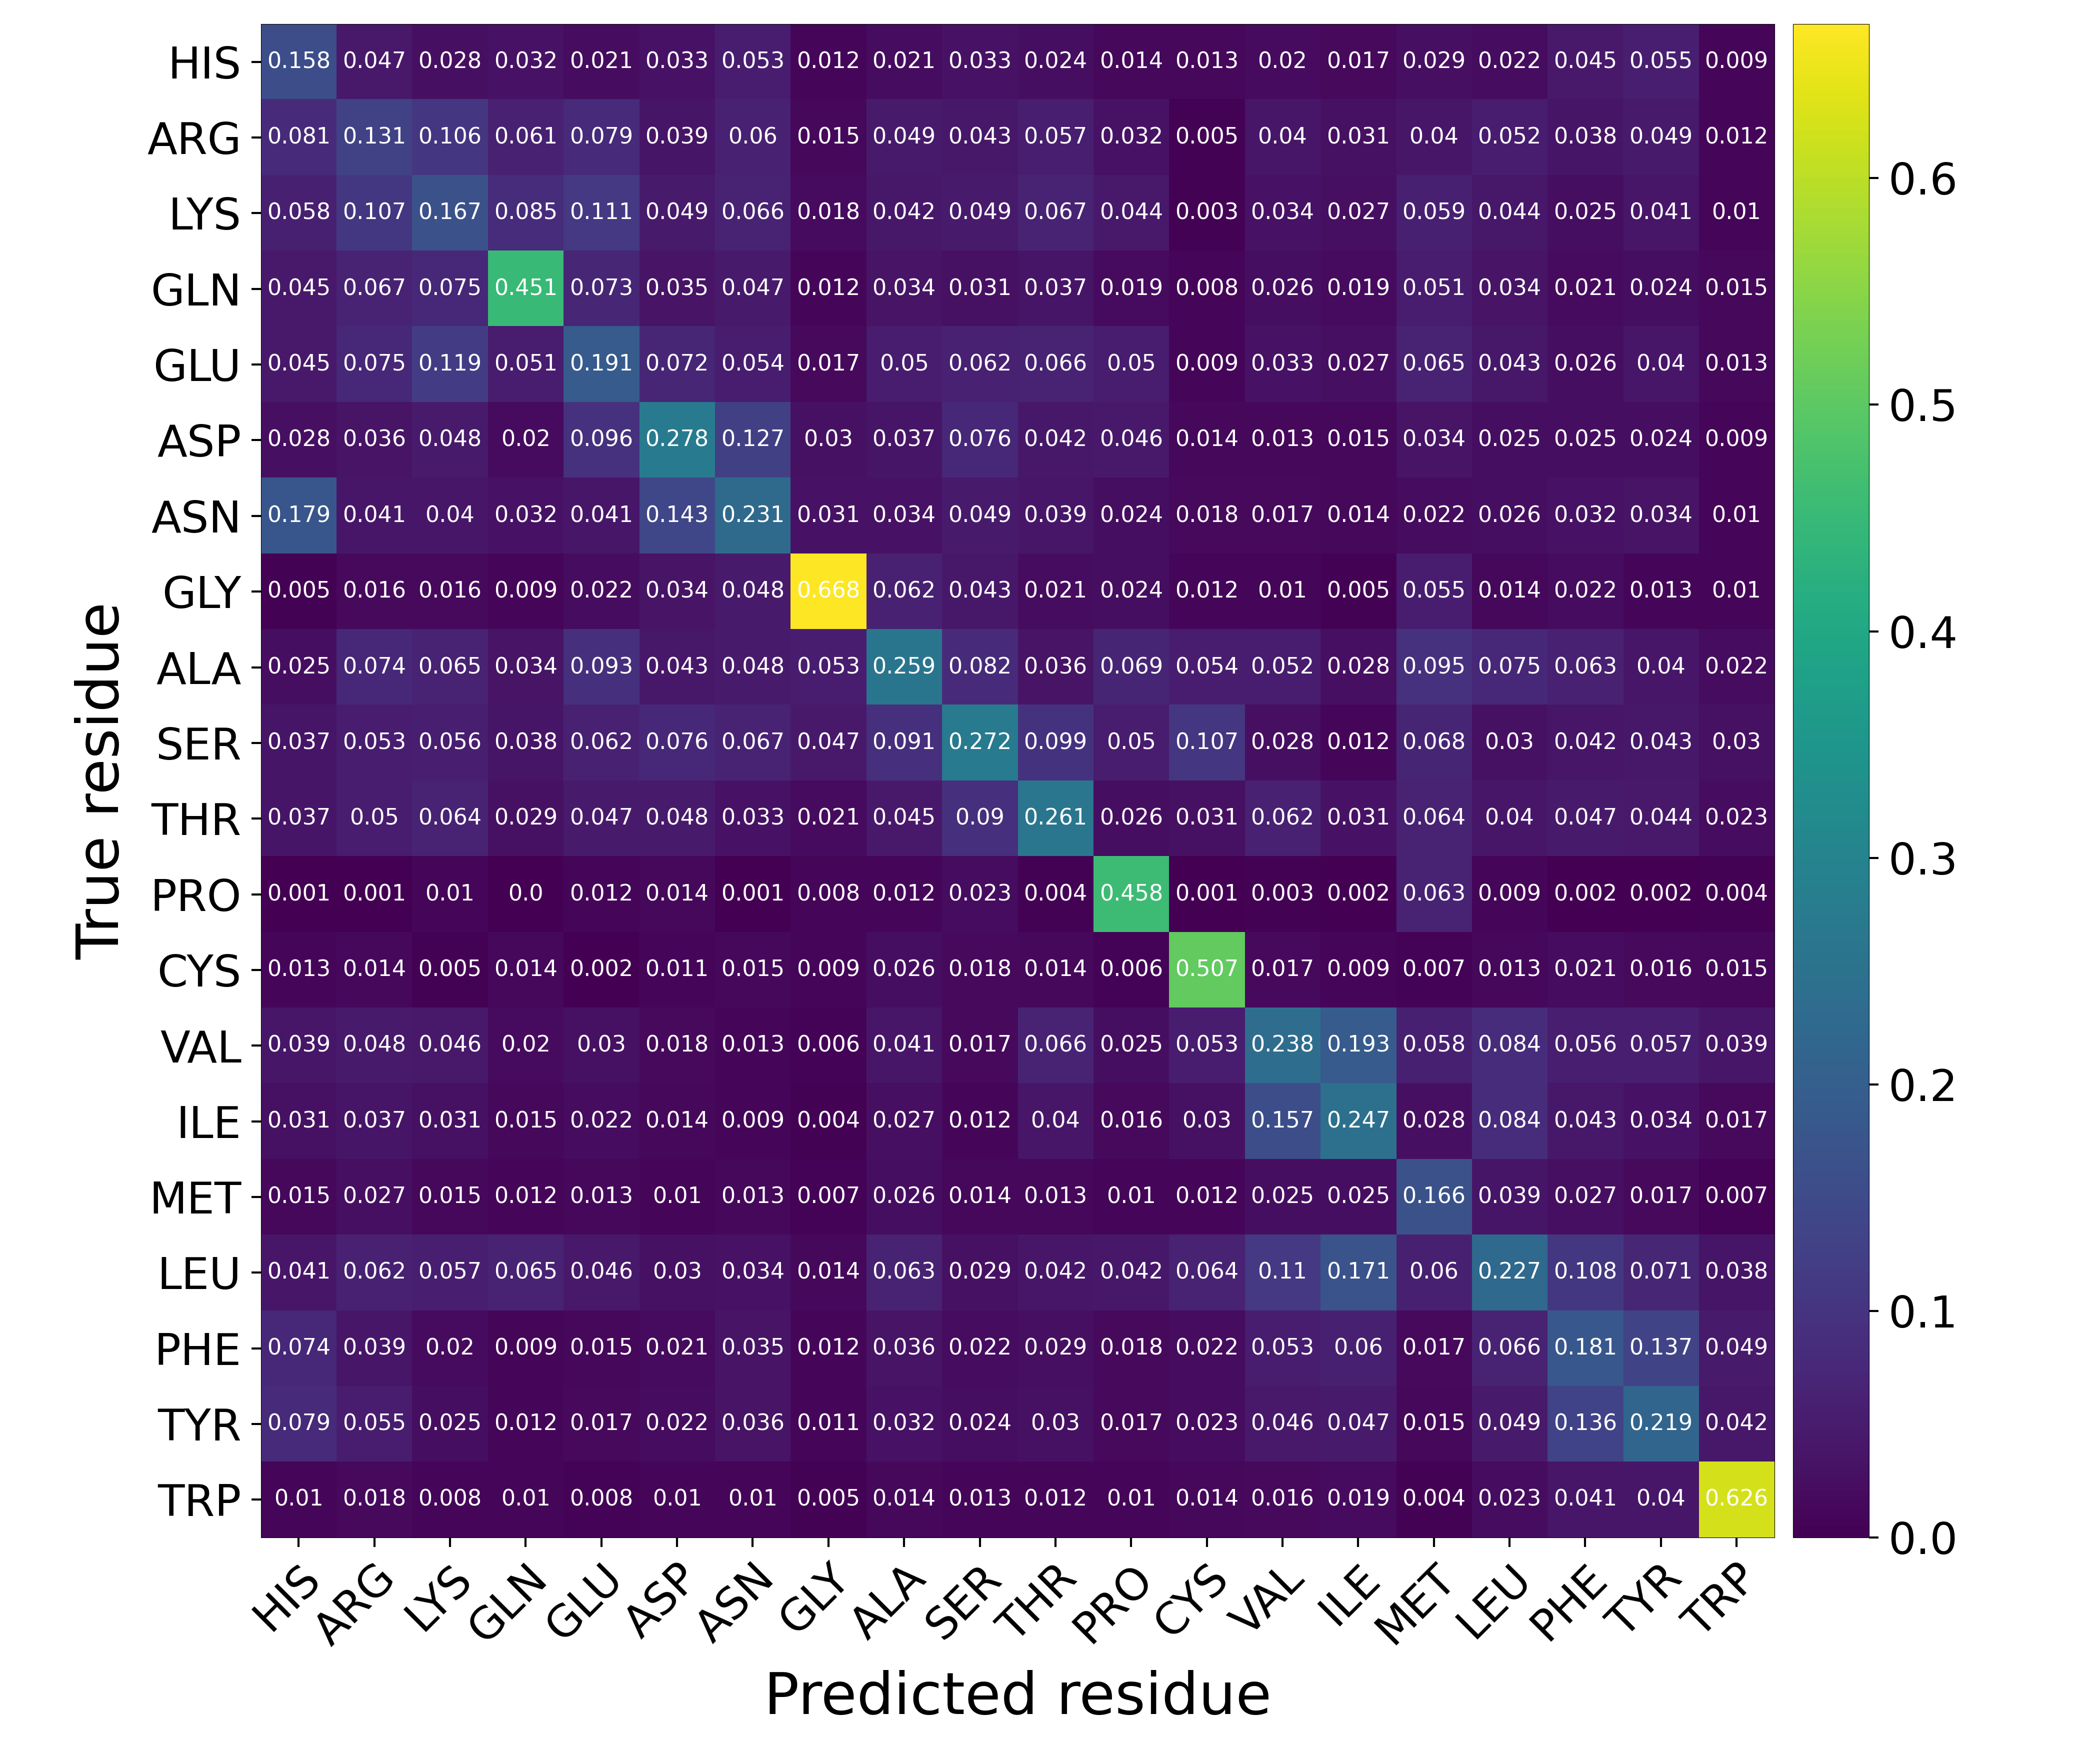 HIS 0.158 0.047 0.028 0.032 0.021 0.033 0.053 0.012 0.021 0.033 0.024 0.014 0.013 0.02 0.017 0.029 0.022 0.045 0.055 0.009
ARG 0.081 0.131 0.106 0.061 0.079 0.039 0.06 0.015 0.049 0.043 0.057 0.032 0.005 0.04 0.031 0.04 0.052 0.038 0.049 0.012
LYS 0.058 0.107 0.167 0.085 0.111 0.049 0.066 0.018 0.042 0.049 0.067 0.044 0.003 0.034 0.027 0.059 0.044 0.025 0.041 0.01
GLN 0.045 0.067 0.075 0.451 0.073 0.035 0.047 0.012 0.034 0.031 0.037 0.019 0.008 0.026 0.019 0.051 0.034 0.021 0.024 0.015
GLU 0.045 0.075 0.119 0.051 0.191 0.072 0.054 0.017 0.05 0.062 0.066 0.05 0.009 0.033 0.027 0.065 0.043 0.026 0.04 0.013
ASP 0.028 0.036 0.048 0.02 0.096 0.278 0.127 0.03 0.037 0.076 0.042 0.046 0.014 0.013 0.015 0.034 0.025 0.025 0.024 0.009
ASN 0.179 0.041 0.04 0.032 0.041 0.143 0.231 0.031 0.034 0.049 0.039 0.024 0.018 0.017 0.014 0.022 0.026 0.032 0.034 0.01
GLY 0.005 0.016 0.016 0.009 0.022 0.034 0.048 0.668 0.062 0.043 0.021 0.024 0.012 0.01 0.005 0.055 0.014 0.022 0.013 0.01
ALA 0.025 0.074 0.065 0.034 0.093 0.043 0.048 0.053 0.259 0.082 0.036 0.069 0.054 0.052 0.028 0.095 0.075 0.063 0.04 0.022
SER 0.037 0.053 0.056 0.038 0.062 0.076 0.067 0.047 0.091 0.272 0.099 0.05 0.107 0.028 0.012 0.068 0.03 0.042 0.043 0.03
THR 0.037 0.05 0.064 0.029 0.047 0.048 0.033 0.021 0.045 0.09 0.261 0.026 0.031 0.062 0.031 0.064 0.04 0.047 0.044 0.023
PRO 0.001 0.001 0.01 0.0 0.012 0.014 0.001 0.008 0.012 0.023 0.004 0.458 0.001 0.003 0.002 0.063 0.009 0.002 0.002 0.004
CYS 0.013 0.014 0.005 0.014 0.002 0.011 0.015 0.009 0.026 0.018 0.014 0.006 0.507 0.017 0.009 0.007 0.013 0.021 0.016 0.015
VAL 0.039 0.048 0.046 0.02 0.03 0.018 0.013 0.006 0.041 0.017 0.066 0.025 0.053 0.238 0.193 0.058 0.084 0.056 0.057 0.039
ILE 0.031 0.037 0.031 0.015 0.022 0.014 0.009 0.004 0.027 0.012 0.04 0.016 0.03 0.157 0.247 0.028 0.084 0.043 0.034 0.017
MET 0.015 0.027 0.015 0.012 0.013 0.01 0.013 0.007 0.026 0.014 0.013 0.01 0.012 0.025 0.025 0.166 0.039 0.027 0.017 0.007
LEU 0.041 0.062 0.057 0.065 0.046 0.03 0.034 0.014 0.063 0.029 0.042 0.042 0.064 0.11 0.171 0.06 0.227 0.108 0.071 0.038
PHE 0.074 0.039 0.02 0.009 0.015 0.021 0.035 0.012 0.036 0.022 0.029 0.018 0.022 0.053 0.06 0.017 0.066 0.181 0.137 0.049
TYR 0.079 0.055 0.025 0.012 0.017 0.022 0.036 0.011 0.032 0.024 0.03 0.017 0.023 0.046 0.047 0.015 0.049 0.136 0.219 0.042
TRP 0.01 0.018 0.008 0.01 0.008 0.01 0.01 0.005 0.014 0.013 0.012 0.01 0.014 0.016 0.019 0.004 0.023 0.041 0.04 0.626
HIS ARG LYS GLN GLU ASP ASN GLY ALA SER THR PRO CYS VAL ILE MET LEU PHE TYR TRP
Predicted residue
True residue
0.6
0.5
0.4
0.3
0.2
0.1
0.0